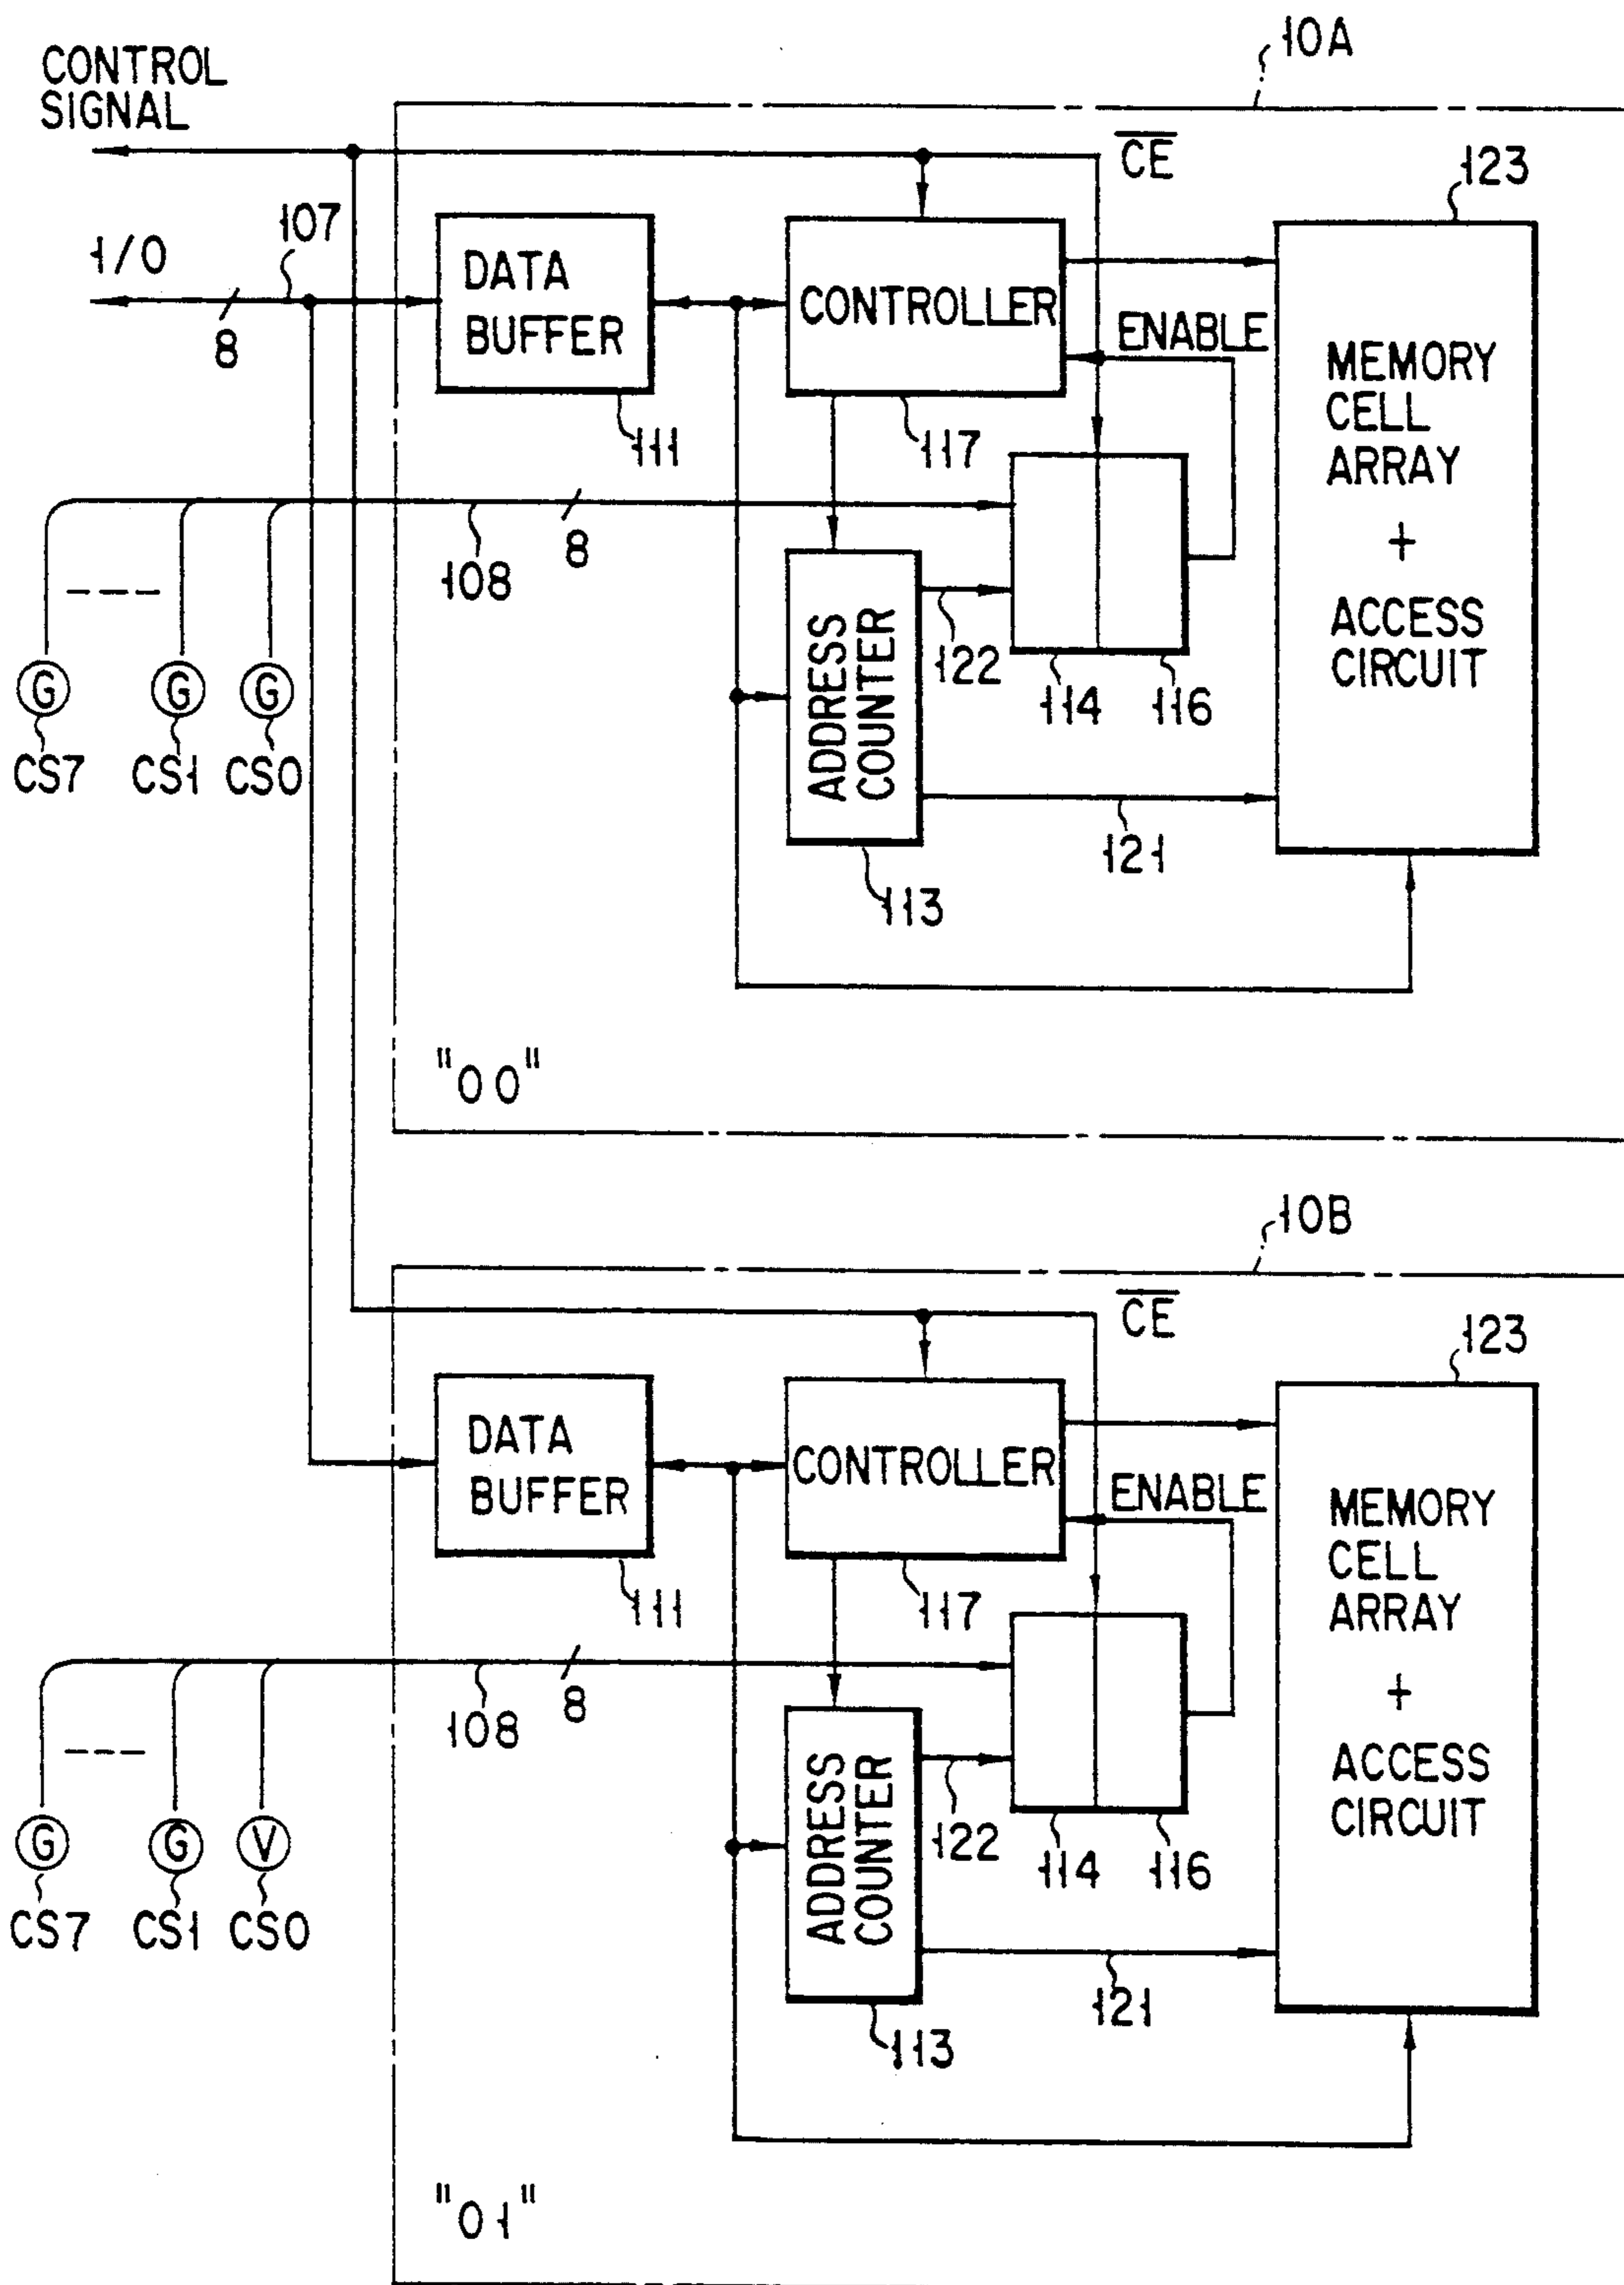 10A
CONTROL
SIGNAL
CE
123
107
I/O
8
DATA
BUFFER
CONTROLLER
ENABLE
MEMORY
CELL
ARRAY
+
ACCESS
CIRCUIT
111
117
108
8
ADDRESS
COUNTER
122
114
116
G
G
G
CS7
CS1
CS0
121
113
"00"
10B
CE
123
DATA
BUFFER
CONTROLLER
ENABLE
MEMORY
CELL
ARRAY
+
ACCESS
CIRCUIT
111
117
108
8
ADDRESS
COUNTER
122
114
116
G
G
V
CS7
CS1
CS0
121
113
"01"